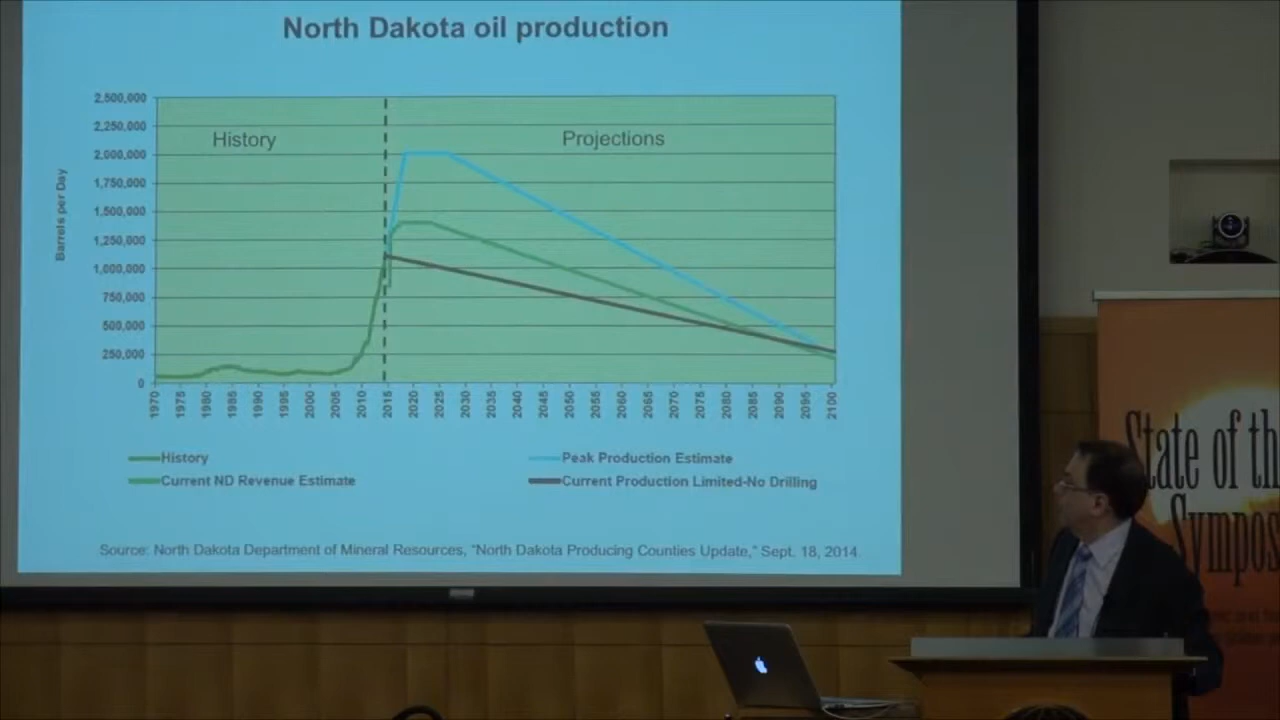 North Dakota oil production
Barrels per Day
2,500,000
2,250,000
2,000,000
1,750,000
1,500,000
1,250,000
1,000,000
750,000
500,000
250,000
0
History
Projections
1970 1975 1980 1985 1990 1995 2000 2005 2010 2015 2020 2025 2030 2035 2040 2045 2050 2055 2060 2065 2070 2075 2080 2085 2090 2095 2100
History
Peak Production Estimate
Current ND Revenue Estimate
Current Production Limited-No Drilling
Source: North Dakota Department of Mineral Resources, "North Dakota Producing Counties Update," Sept. 18, 2014.
State of th
Sympos